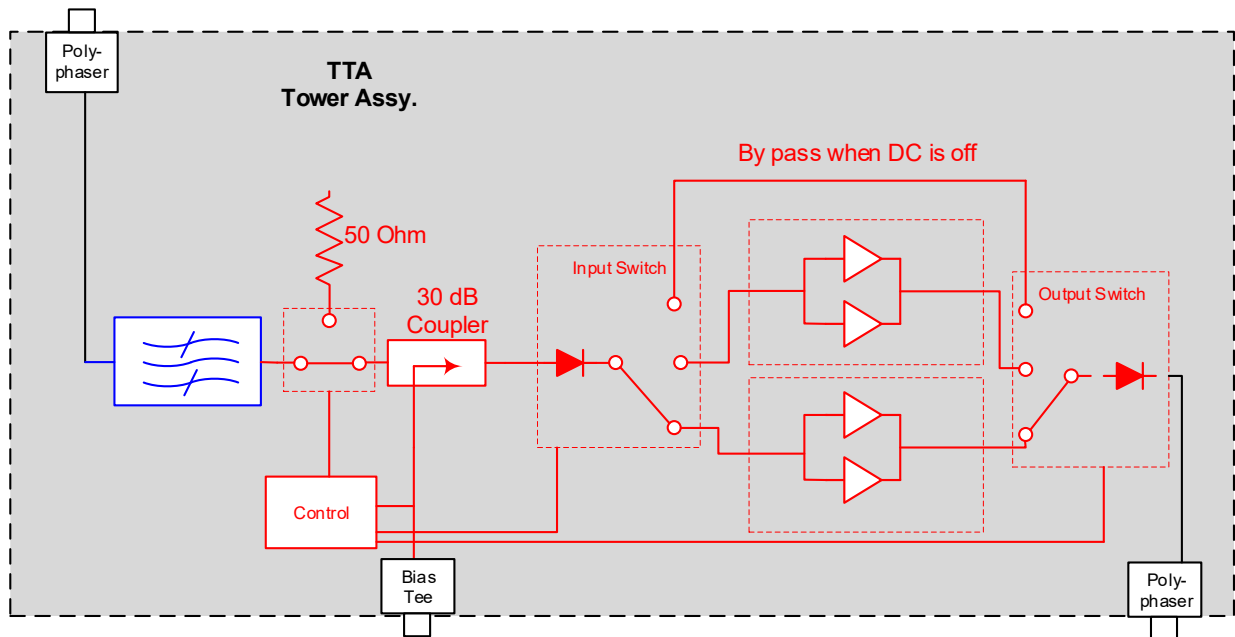 Poly-
phaser
TTA
Tower Assy.
By pass when DC is off
50 Ohm
Input Switch
30 dB
Coupler
Output Switch
Control
Bias
Tee
Poly-
phaser